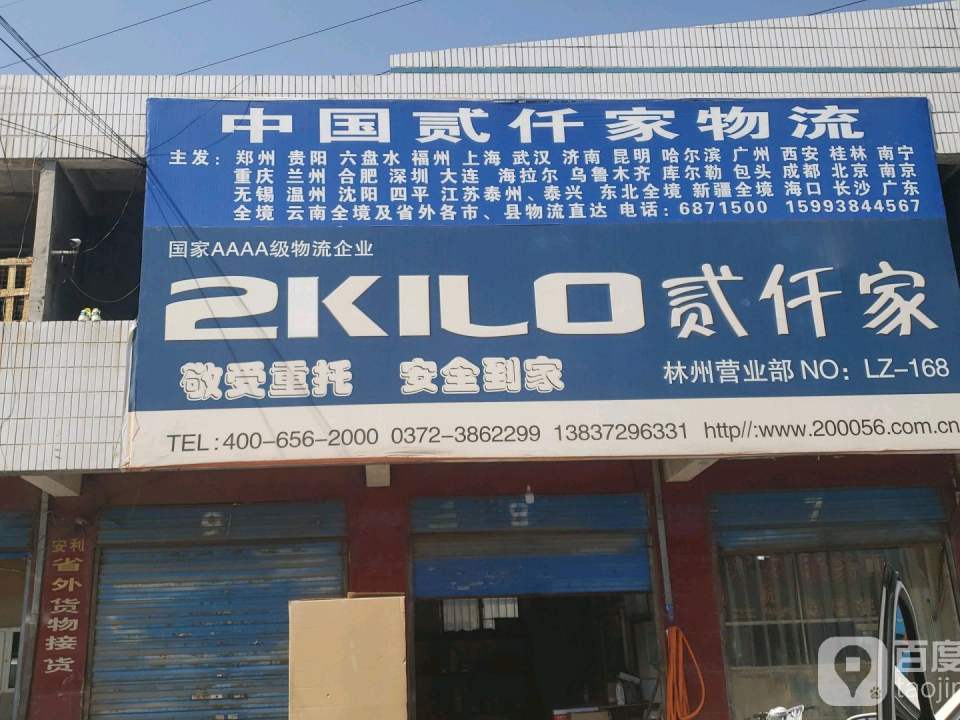 中国贰仟家物流
主发：郑州 贵阳 六盘水 福州 上海 武汉 济南 昆明 哈尔滨 广州 西安 桂林 南宁
重庆 兰州 合肥 深圳 大连 海拉尔 乌鲁木齐 库尔勒 包头 成都 北京 南京
无锡 温州 沈阳 四平 江苏泰州、泰兴 东北全境 新疆全境 海口 长沙 广东
全境 云南全境及省外各市、县物流直达 电话：6871500 15993844567
国家AAAA级物流企业
2KILO 贰仟家
敬受重托 安全到家
林州营业部 NO：LZ-168
TEL:400-656-2000 0372-3862299 13837296331 http//:www.200056.com.cn
安利
省外货物接货
9
8
7
百度
taojin